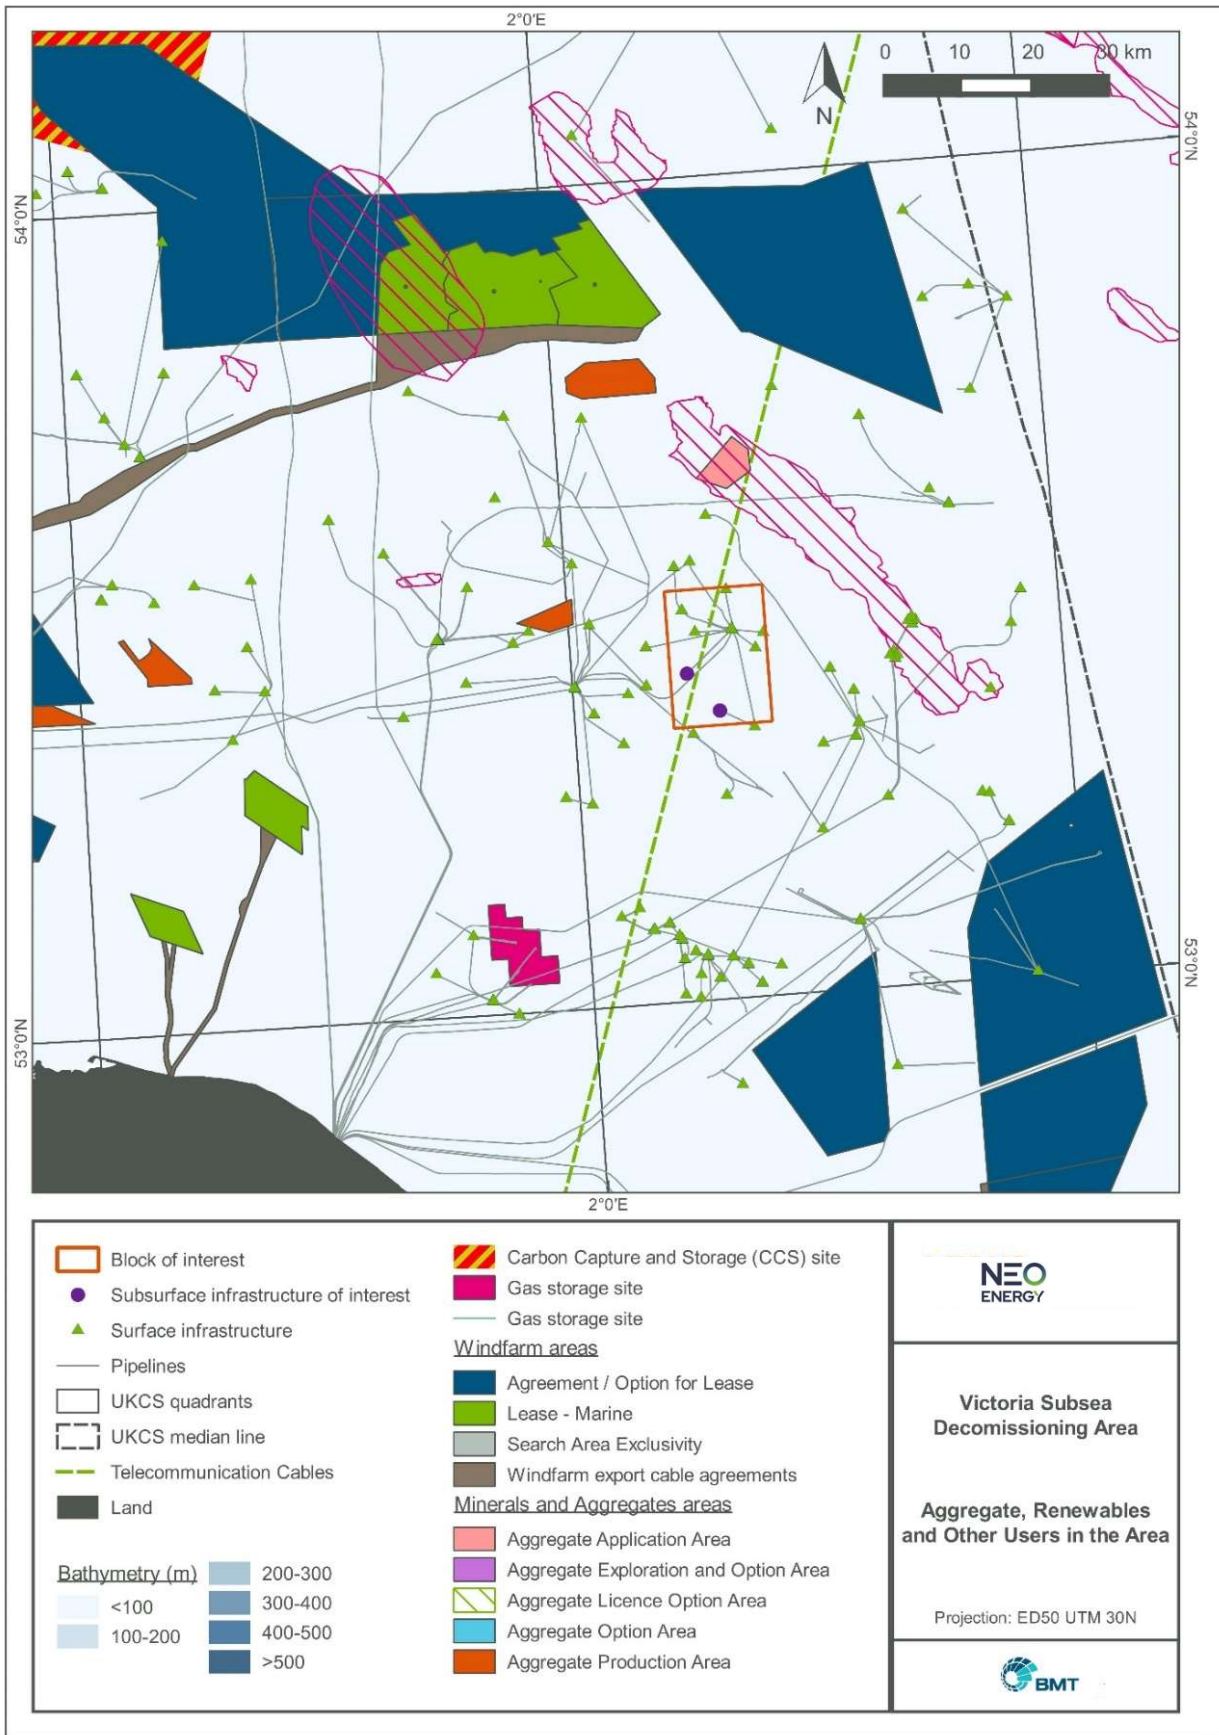 2°0'E
0 10 20 30 km
N
54°0'N
54°0'N
53°0'N
53°0'N
2°0'E
Block of interest
Subsurface infrastructure of interest
Surface infrastructure
Pipelines
UKCS quadrants
UKCS median line
Telecommunication Cables
Land
Bathymetry (m)
<100
100-200
200-300
300-400
400-500
>500
Carbon Capture and Storage (CCS) site
Gas storage site
Gas storage site
Windfarm areas
Agreement / Option for Lease
Lease - Marine
Search Area Exclusivity
Windfarm export cable agreements
Minerals and Aggregates areas
Aggregate Application Area
Aggregate Exploration and Option Area
Aggregate Licence Option Area
Aggregate Option Area
Aggregate Production Area
NEO
ENERGY
Victoria Subsea
Decomissioning Area
Aggregate, Renewables
and Other Users in the Area
Projection: ED50 UTM 30N
BMT